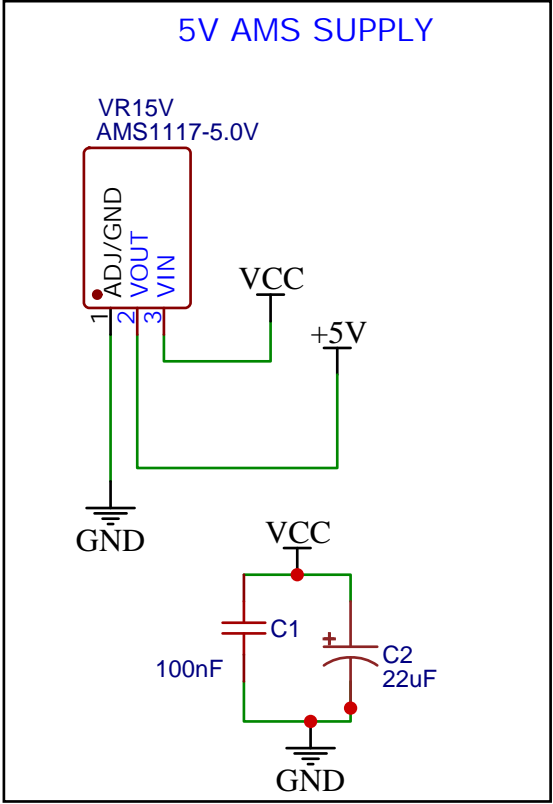 5V AMS SUPPLY
VR15V
AMS1117-5.0V
ADJ/GND
VOUT
VIN
1
2
3
VCC
+5V
GND
VCC
C1
100nF
+
C2
22uF
GND